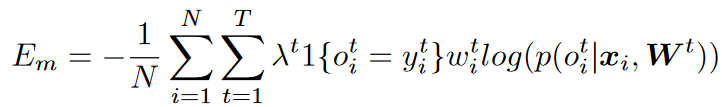 E_m = -\frac{1}{N} \sum_{i=1}^{N} \sum_{t=1}^{T} \lambda^t 1\{o_i^t = y_i^t\} w_i^t log(p(o_i^t | \boldsymbol{x}_i, \boldsymbol{W}^t))